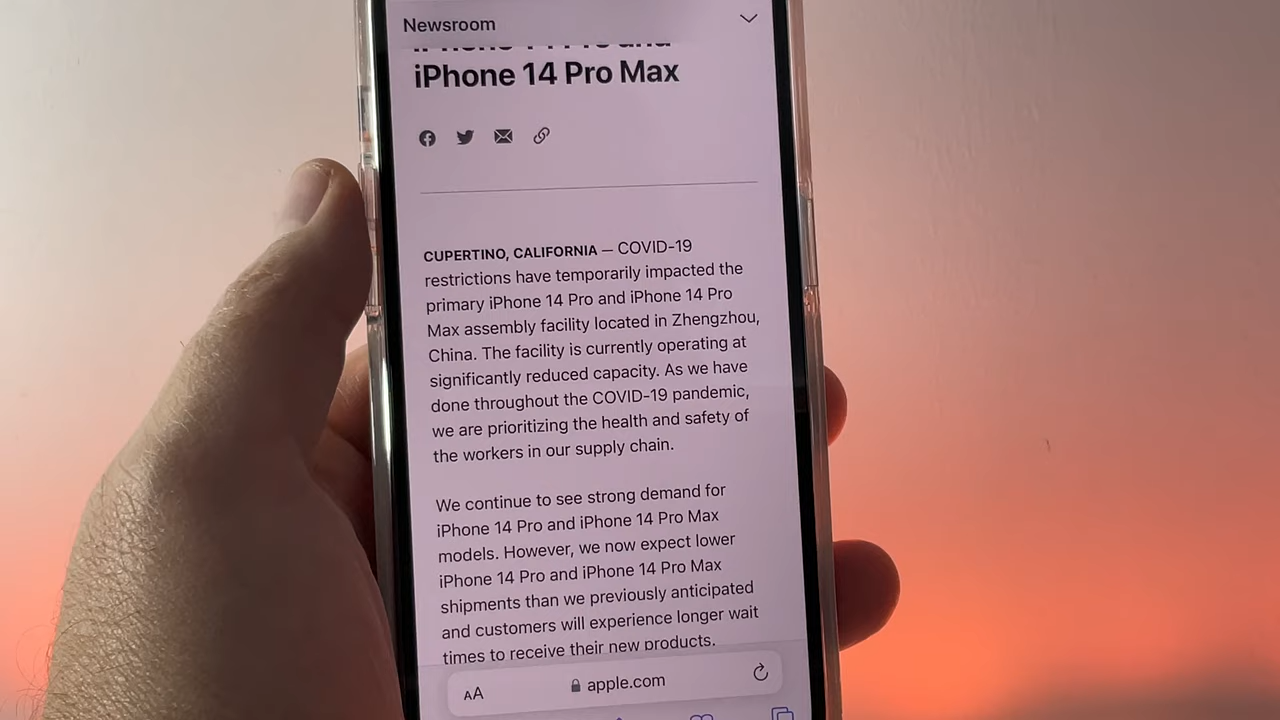 Newsroom
iPhone 14 Pro and
iPhone 14 Pro Max
CUPERTINO, CALIFORNIA — COVID-19
restrictions have temporarily impacted the
primary iPhone 14 Pro and iPhone 14 Pro
Max assembly facility located in Zhengzhou,
China. The facility is currently operating at
significantly reduced capacity. As we have
done throughout the COVID-19 pandemic,
we are prioritizing the health and safety of
the workers in our supply chain.
We continue to see strong demand for
iPhone 14 Pro and iPhone 14 Pro Max
models. However, we now expect lower
iPhone 14 Pro and iPhone 14 Pro Max
shipments than we previously anticipated
and customers will experience longer wait
times to receive their new products.
AA apple.com